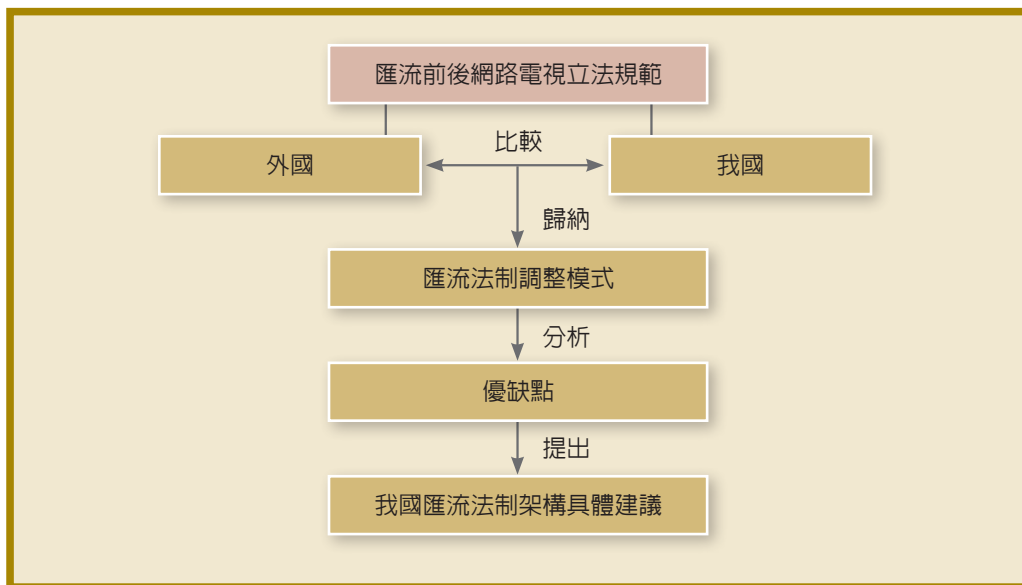 匯流前後網路電視立法規範
比較
外國
我國
歸納
匯流法制調整模式
分析
優缺點
提出
我國匯流法制架構具體建議